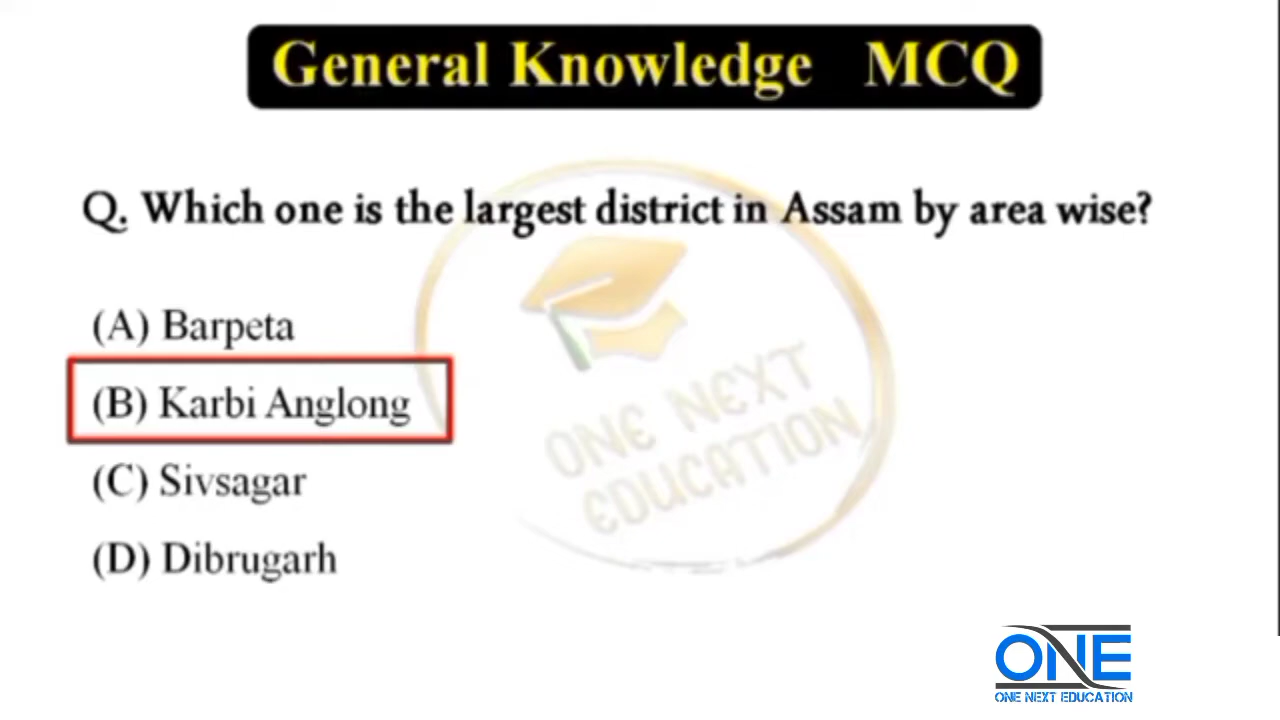 General Knowledge MCQ
Q. Which one is the largest district in Assam by area wise?
(A) Barpeta
(B) Karbi Anglong
(C) Sivsagar
(D) Dibrugarh
ONE NEXT
EDUCATION
ONE
ONE NEXT EDUCATION